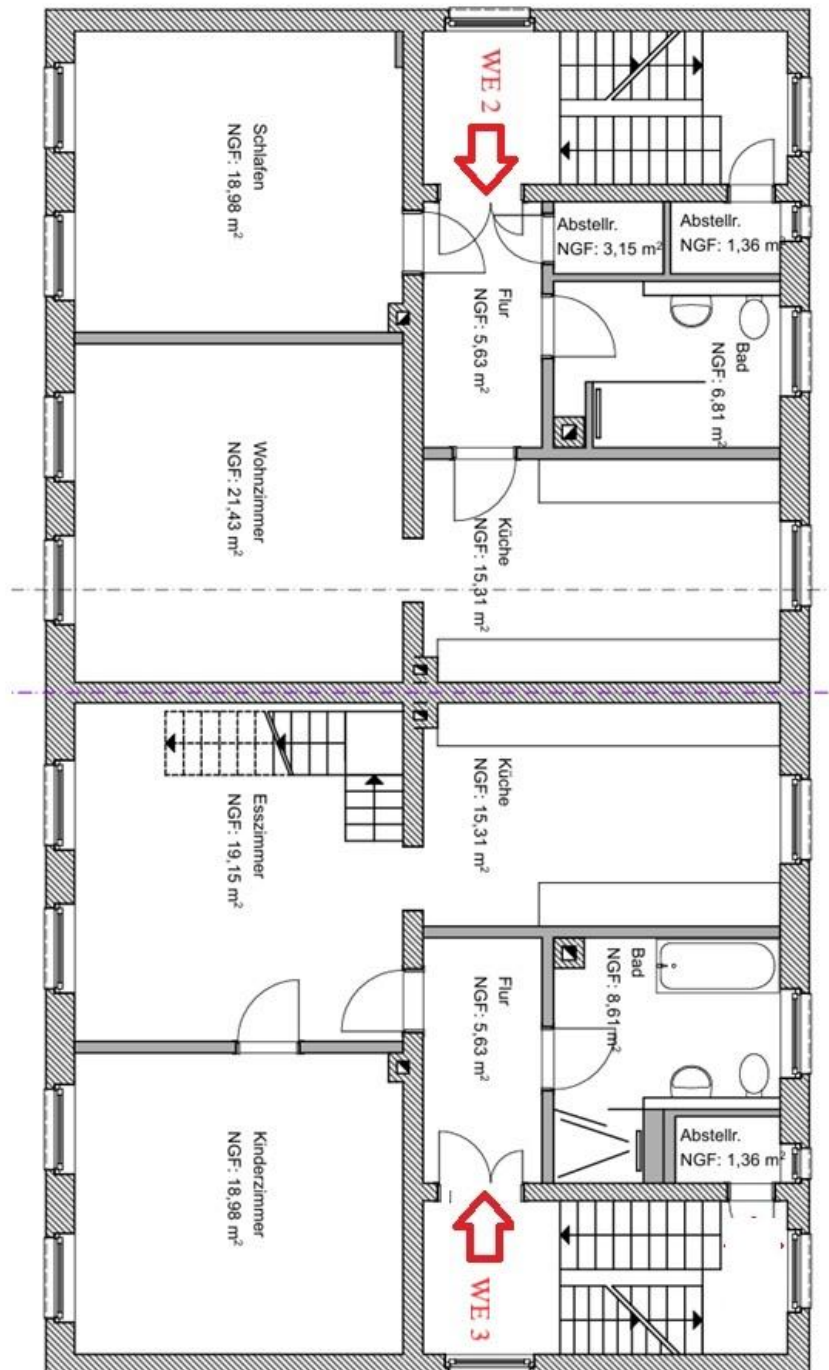 WE 2
Schlafen
NGF: 18,98 m²
Abstellr.
NGF: 3,15 m²
Abstellr.
NGF: 1,36 m²
Flur
NGF: 5,63 m²
Bad
NGF: 6,81 m²
Wohnzimmer
NGF: 21,43 m²
Küche
NGF: 15,31 m²
Küche
NGF: 15,31 m²
Esszimmer
NGF: 19,15 m²
Flur
NGF: 5,63 m²
Bad
NGF: 8,61 m²
Abstellr.
NGF: 1,36 m²
Kinderzimmer
NGF: 18,98 m²
WE 3